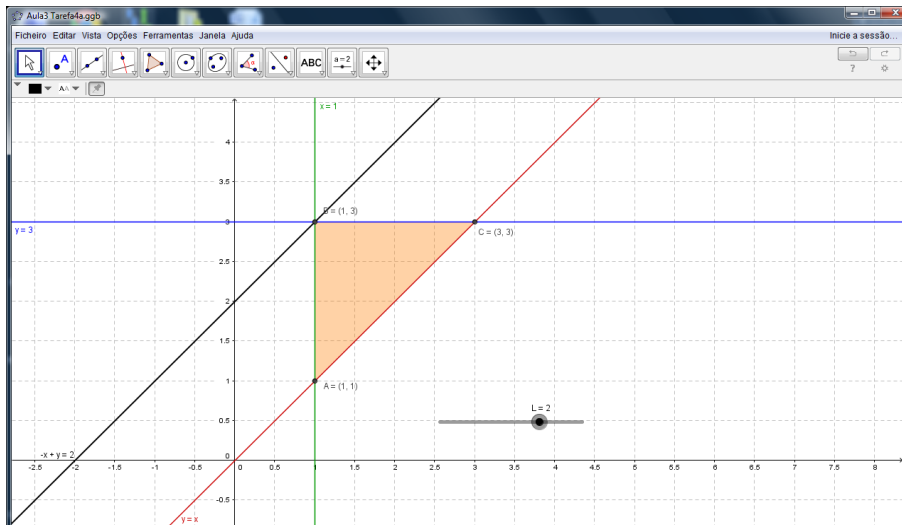 Aula3 Tarefa4a.ggb
Ficheiro Editar Vista Opções Ferramentas Janela Ajuda Inicie a sessão...
A ABC a=2 α
?
AA
x = 1
4
3.5
B = (1, 3)
3
y = 3
C = (3, 3)
2.5
2
1.5
1
A = (1, 1)
L = 2
0.5
-x + y = 2
0
-2.5 -2 -1.5 -1 -0.5 0 0.5 1 1.5 2 2.5 3 3.5 4 4.5 5 5.5 6 6.5 7 7.5 8
-0.5
y = x